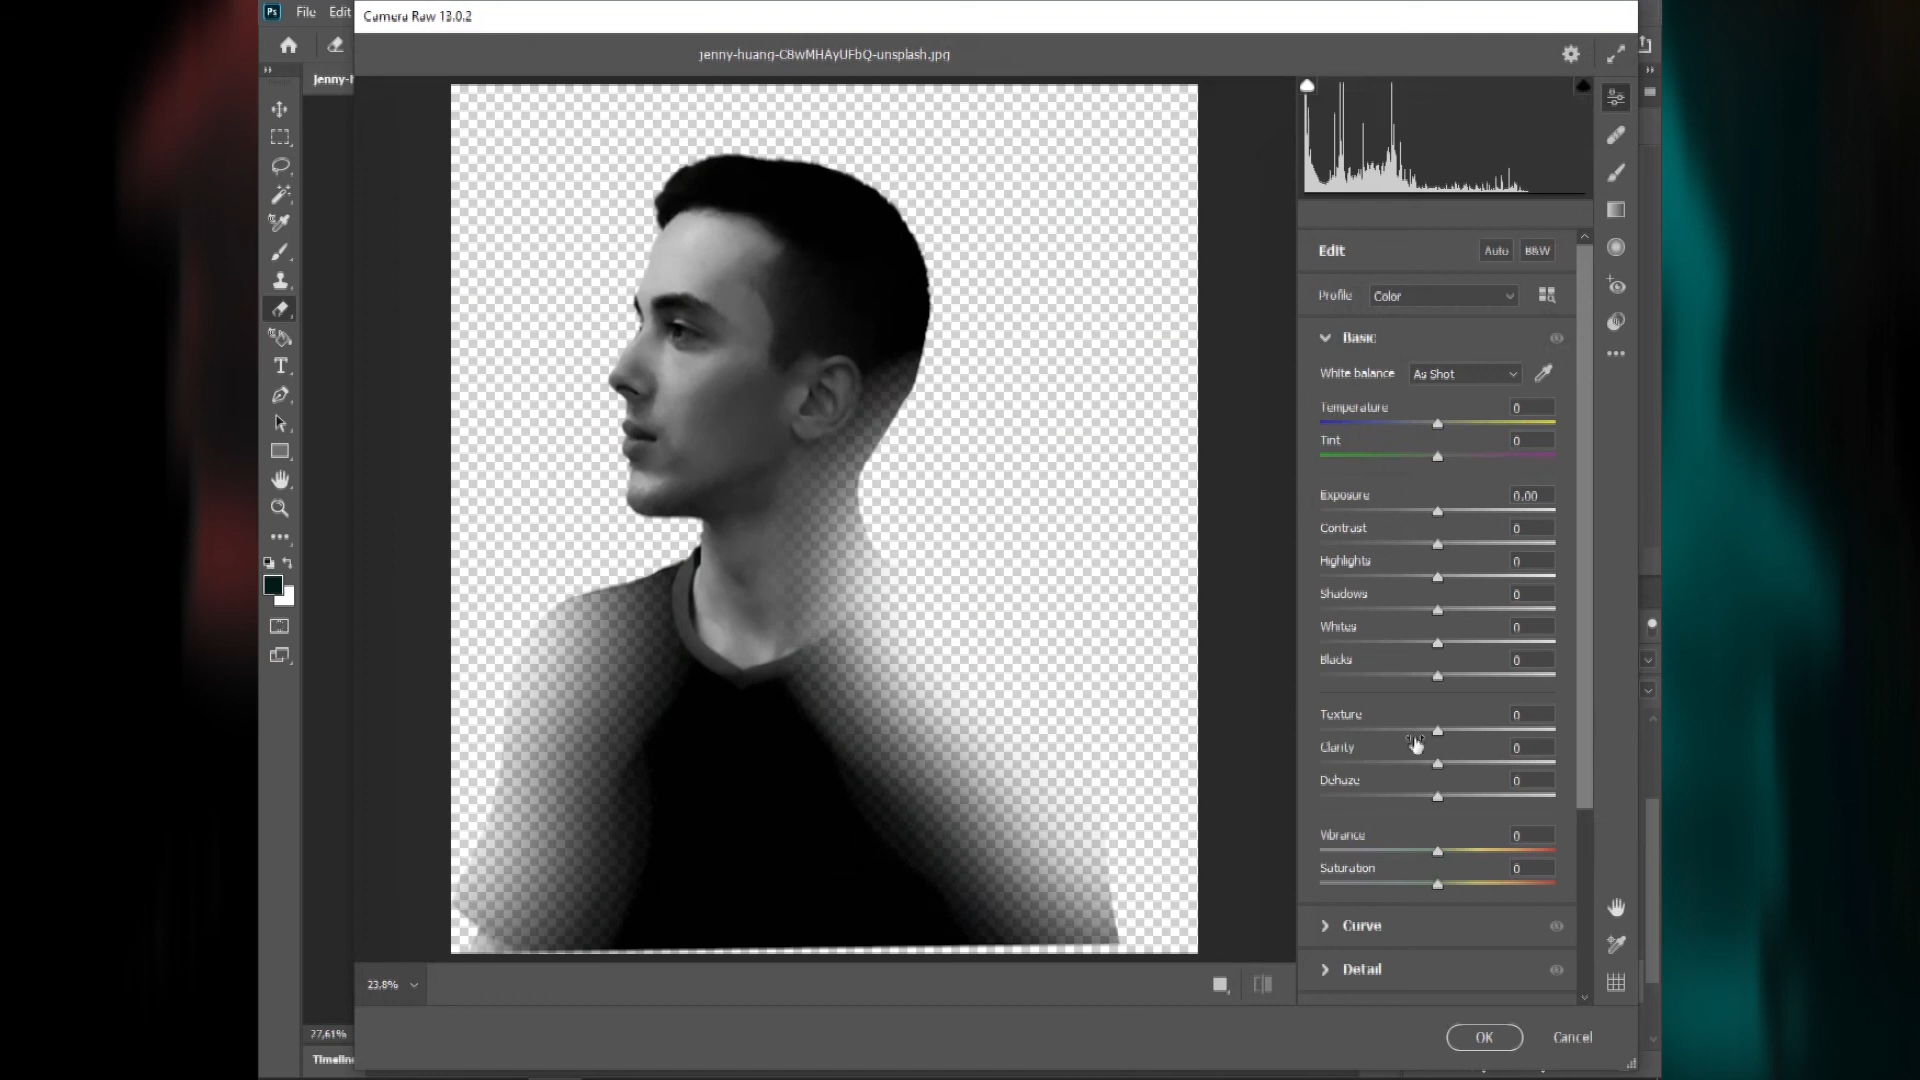 Ps File Edit
Camera Raw 13.0.2
jenny-huang-C8wMHAyUFbQ-unsplash.jpg
Jenny-h
Edit Auto B&W
Profile Color
Basic
White balance As Shot
Temperature 0
Tint 0
Exposure 0.00
Contrast 0
Highlights 0
Shadows 0
Whites 0
Blacks 0
Texture 0
Clarity 0
Dehaze 0
Vibrance 0
Saturation 0
Curve
Detail
23,8%
27,61%
OK Cancel
Timeline